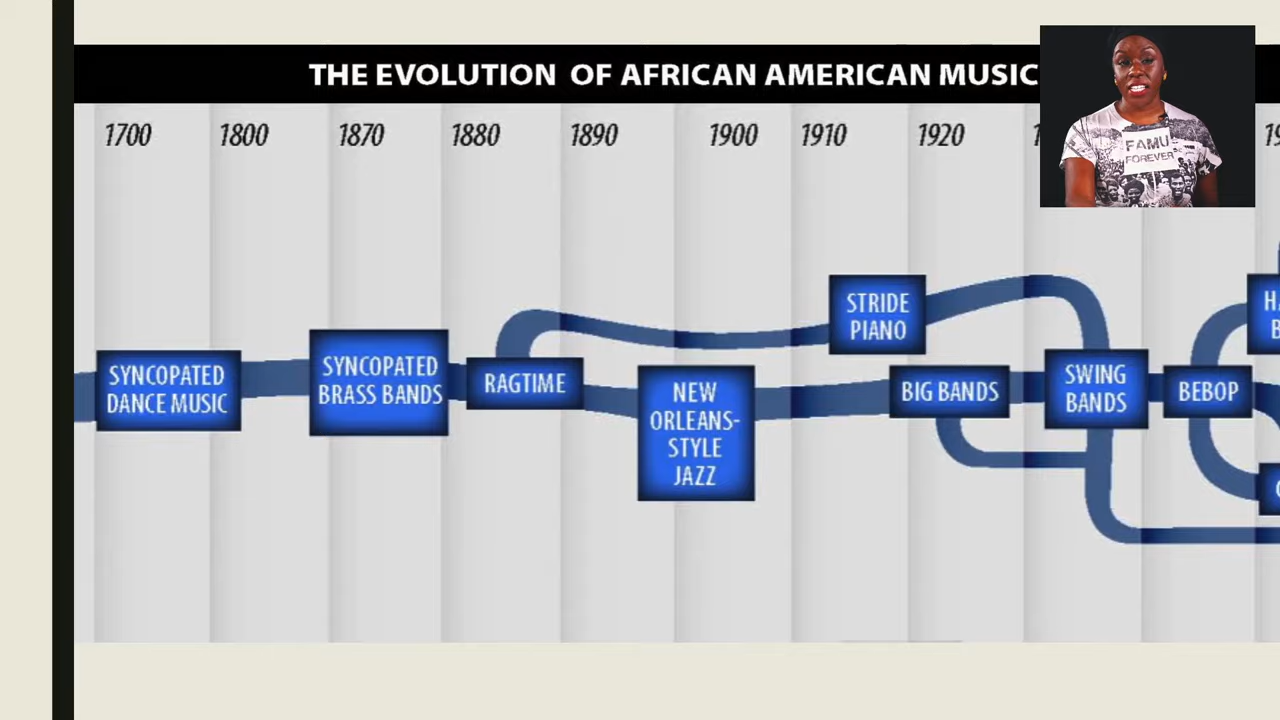 THE EVOLUTION OF AFRICAN AMERICAN MUSIC
1700 1800 1870 1880 1890 1900 1910 1920
FAMU
FOREVER
STRIDE
PIANO
SYNCOPATED
DANCE MUSIC
SYNCOPATED
BRASS BANDS
RAGTIME
NEW
ORLEANS-
STYLE
JAZZ
BIG BANDS
SWING
BANDS
BEBOP